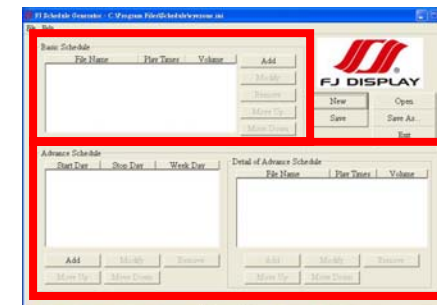 FJ Schedule Generator - C:\Program Files\Schedule\eyezone.ini
File Help
Basic Schedule
File Name Play Times Volume
Add
Modify
Remove
Move Up
Move Down
FJ DISPLAY
New Open
Save Save As...
Exit
Advance Schedule
Start Day Stop Day Week Day
Add Modify Remove
Move Up Move Down
Detail of Advance Schedule
File Name Play Times Volume
Add Modify Remove
Move Up Move Down